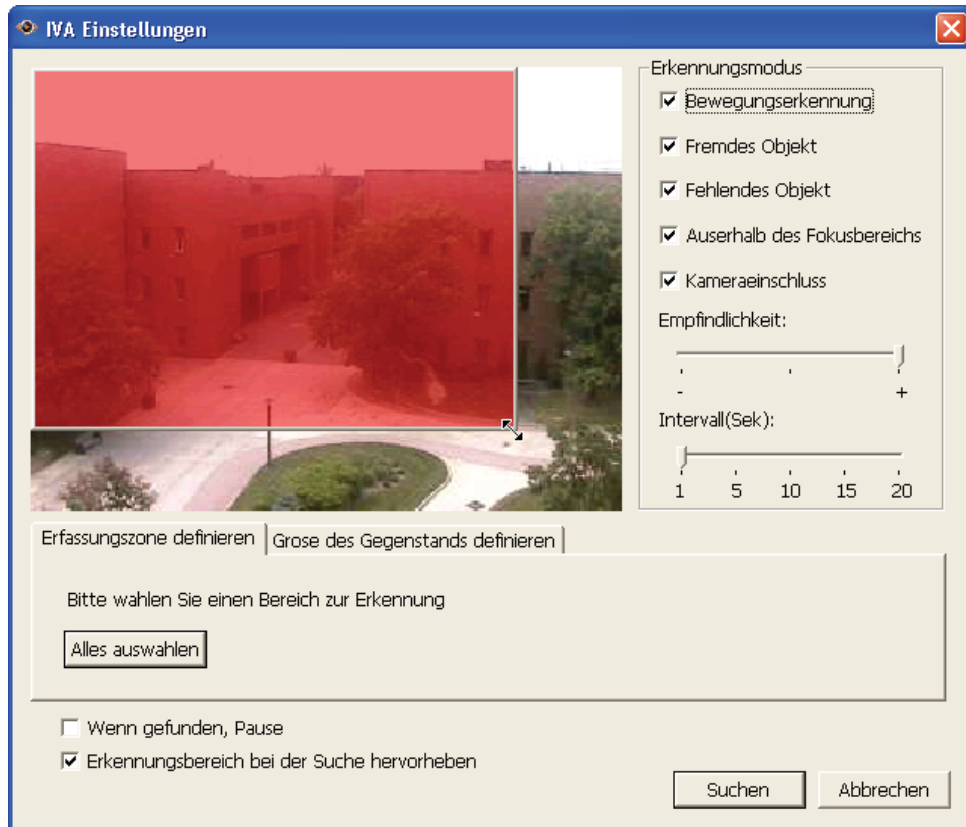 IVA Einstellungen
Erkennungsmodus
Bewegungserkennung
Fremdes Objekt
Fehlendes Objekt
Auserhalb des Fokusbereichs
Kameraeinschluss
Empfindlichkeit:
- +
Intervall(Sek):
1 5 10 15 20
Erfassungszone definieren Grose des Gegenstands definieren
Bitte wahlen Sie einen Bereich zur Erkennung
Alles auswahlen
Wenn gefunden, Pause
Erkennungsbereich bei der Suche hervorheben
Suchen Abbrechen